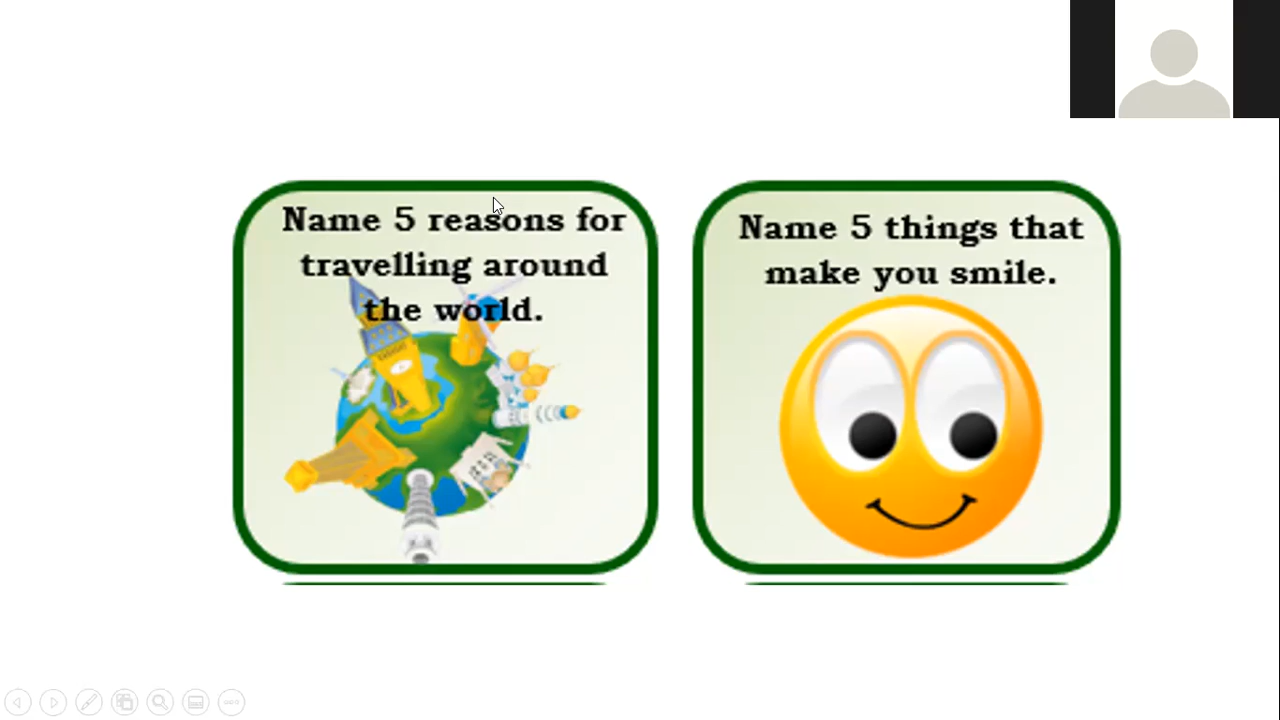 Name 5 reasons for
travelling around
the world.
Name 5 things that
make you smile.